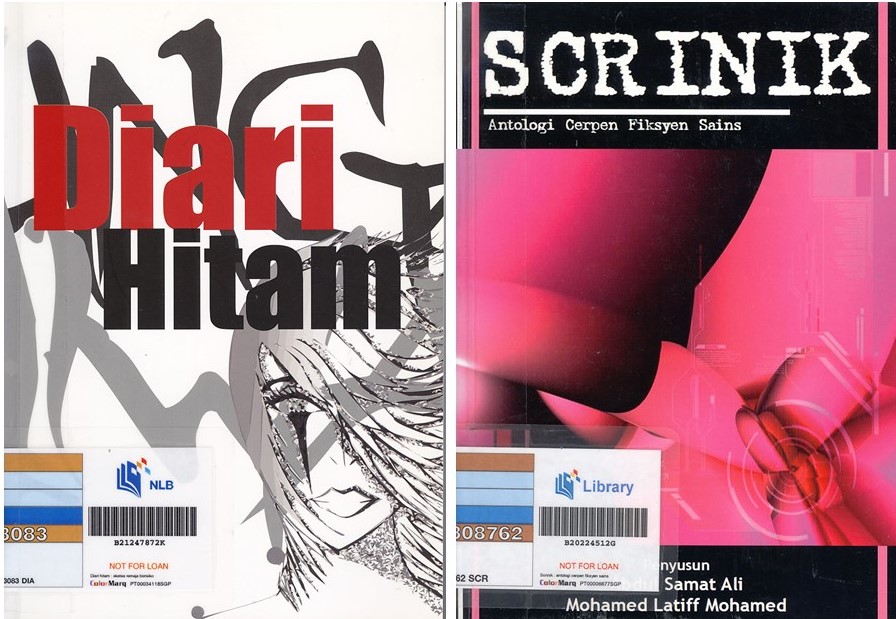 Diari
Hitam
NLB
3083
B21247872K
NOT FOR LOAN
Diari hitam : sketsa remaja berisiko
3083 DIA
ColorMarq PT00034118SGP
SCRINIK
Antologi Cerpen Fiksyen Sains
Library
308762
B20224512G
NOT FOR LOAN
Scrinik : antologi cerpen fiksyen sains
62 SCR
ColorMarq PT00006677SGP
Penyusun
Samat Ali
Mohamed Latiff Mohamed